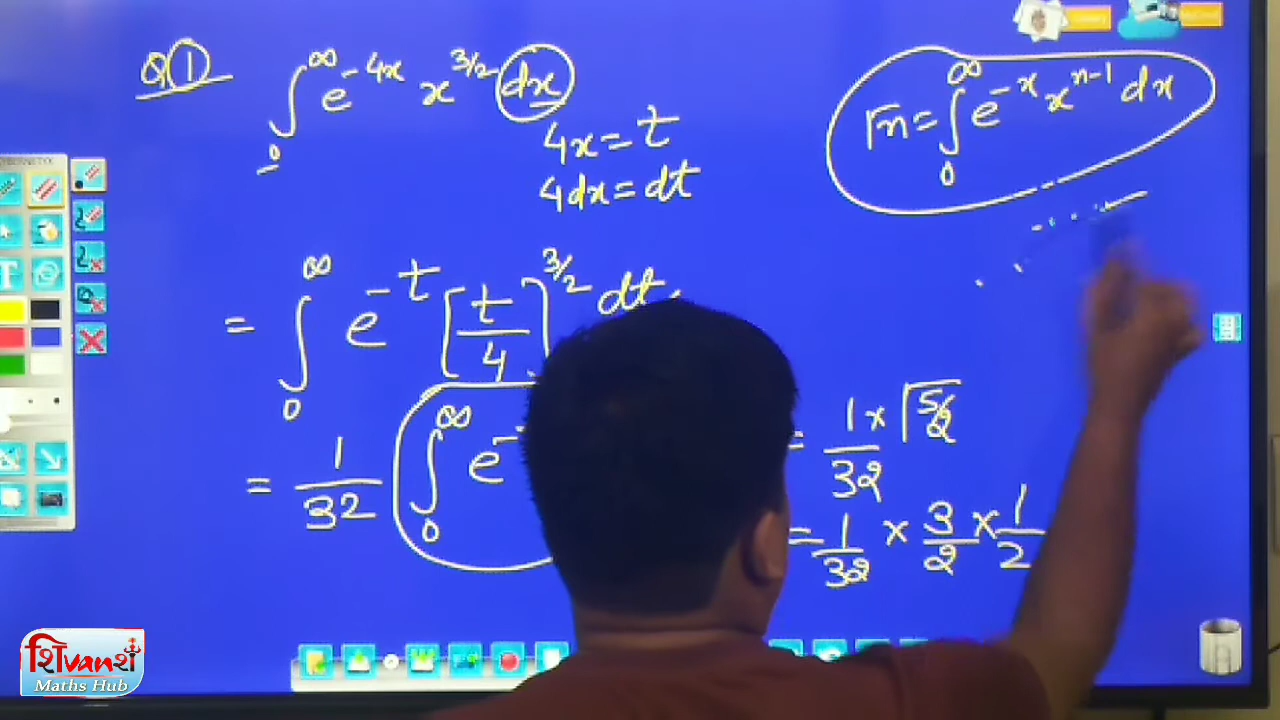 Q① ∫₀^∞ e^{-4x} x^{3/2} dx
4x = t
4dx = dt
Γn = ∫₀^∞ e^{-x} x^{n-1} dx
= ∫₀^∞ e^{-t} [t/4]^{3/2} dt
= 1/32 ∫₀^∞ e^-
= 1/32 × Γ5/2
= 1/32 × 3/2 × 1/2
T
शिvanशं
Maths Hub